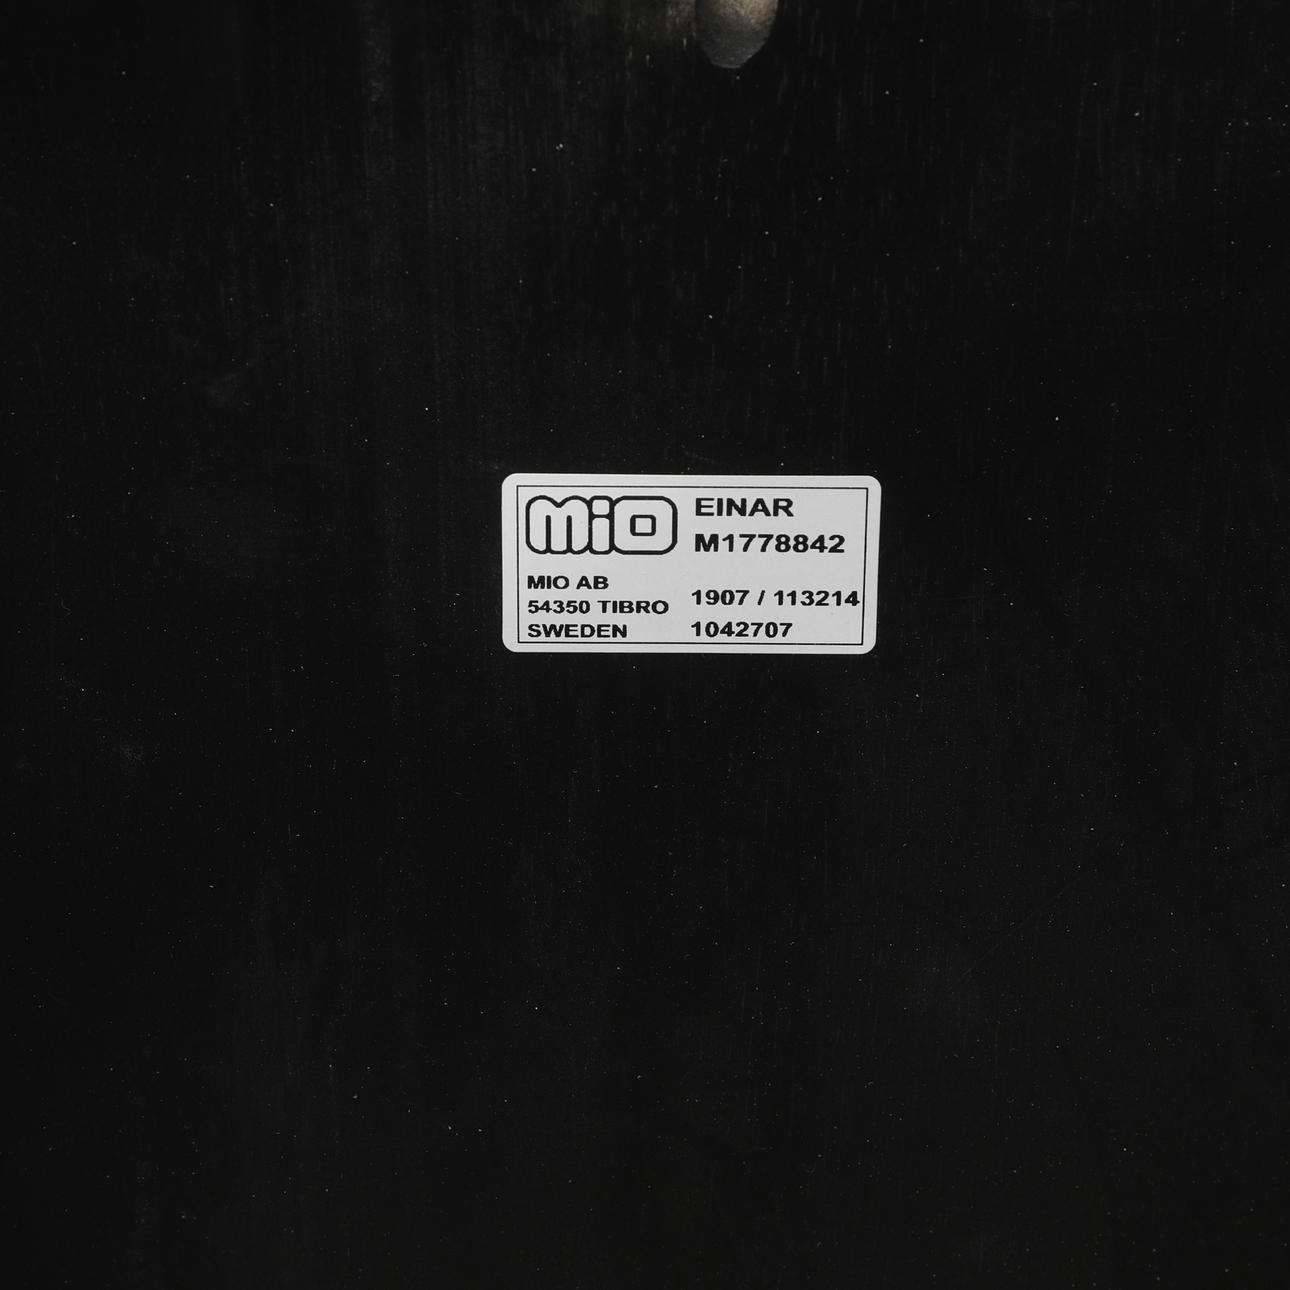 mio
EINAR
M1778842
MIO AB
54350 TIBRO
SWEDEN
1907 / 113214
1042707